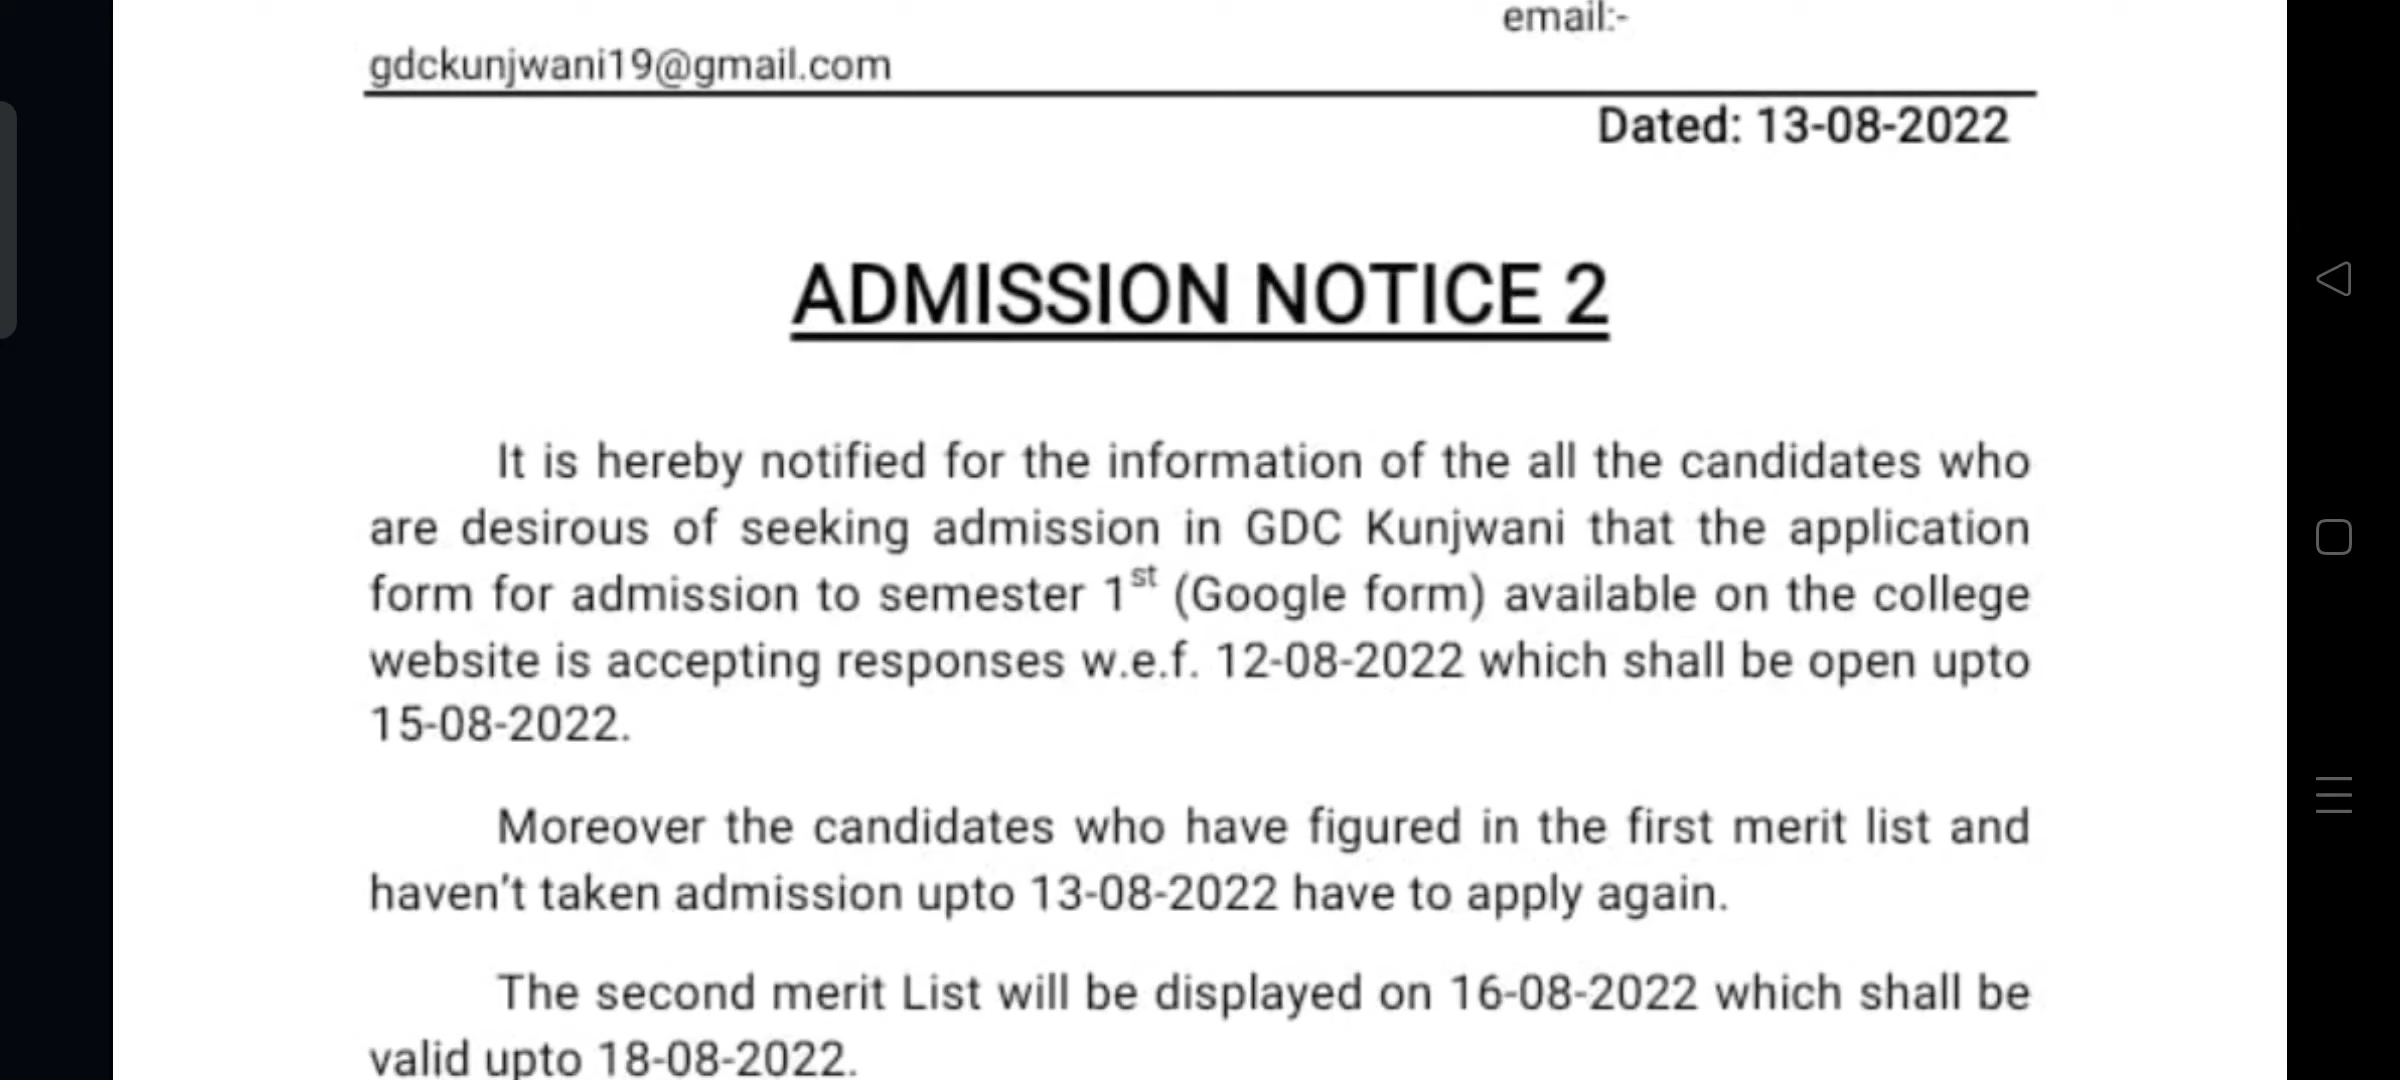 email:-
gdckunjwani19@gmail.com
Dated: 13-08-2022
ADMISSION NOTICE 2
It is hereby notified for the information of the all the candidates who
are desirous of seeking admission in GDC Kunjwani that the application
form for admission to semester 1st (Google form) available on the college
website is accepting responses w.e.f. 12-08-2022 which shall be open upto
15-08-2022.
Moreover the candidates who have figured in the first merit list and
haven't taken admission upto 13-08-2022 have to apply again.
The second merit List will be displayed on 16-08-2022 which shall be
valid upto 18-08-2022.